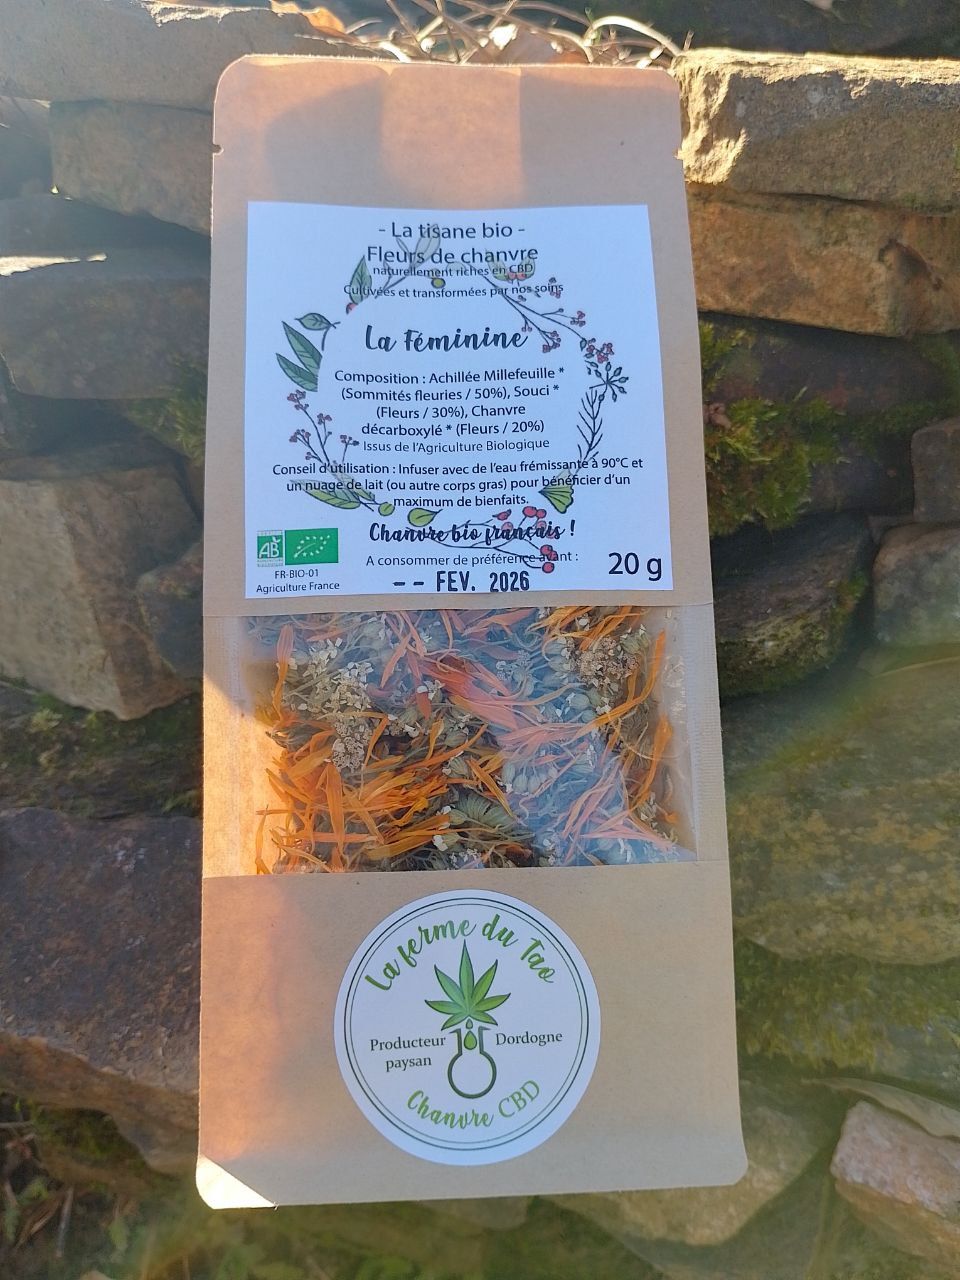 - La tisane bio -
Fleurs de chanvre
naturellement riches en CBD
Cultivées et transformées par nos soins
La Féminine
Composition : Achillée Millefeuille *
(Sommités fleuries / 50%), Souci *
(Fleurs / 30%), Chanvre
décarboxylé * (Fleurs / 20%)
* Issus de l'Agriculture Biologique
Conseil d'utilisation : Infuser avec de l'eau frémissante à 90°C et
un nuage de lait (ou autre corps gras) pour bénéficier d'un
maximum de bienfaits.
Chanvre bio français !
A consommer de préférence avant :
-- FEV. 2026
20 g
AB
FR-BIO-01
Agriculture France
La ferme du Tao
Producteur
paysan
Dordogne
Chanvre CBD